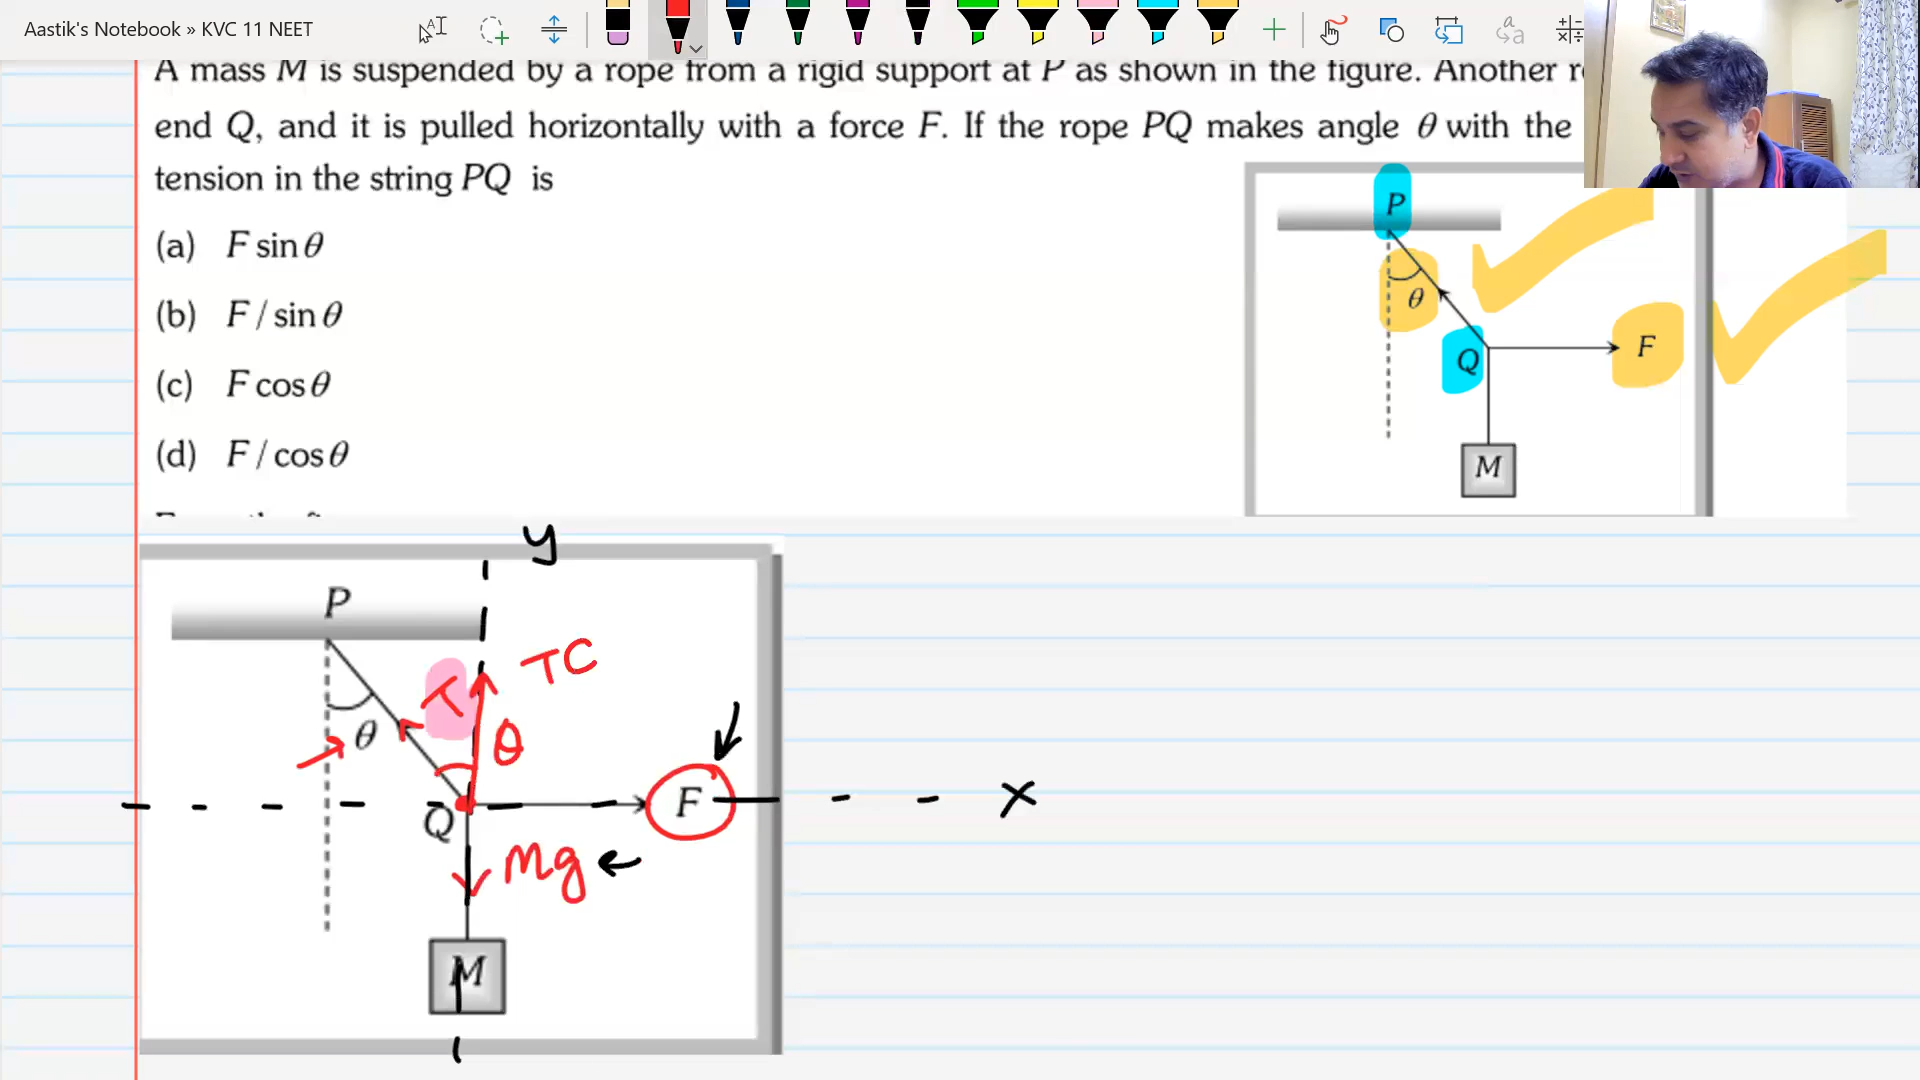 Aastik's Notebook » KVC 11 NEET
A mass M is suspended by a rope from a rigid support at P as shown in the figure. Another
end Q, and it is pulled horizontally with a force F. If the rope PQ makes angle θ with the
tension in the string PQ is
(a) F sin θ
(b) F / sin θ
(c) F cos θ
(d) F / cos θ
P
θ
Q
F
M
y
P
TC
T
θ
θ
Q
F
x
Mg
M